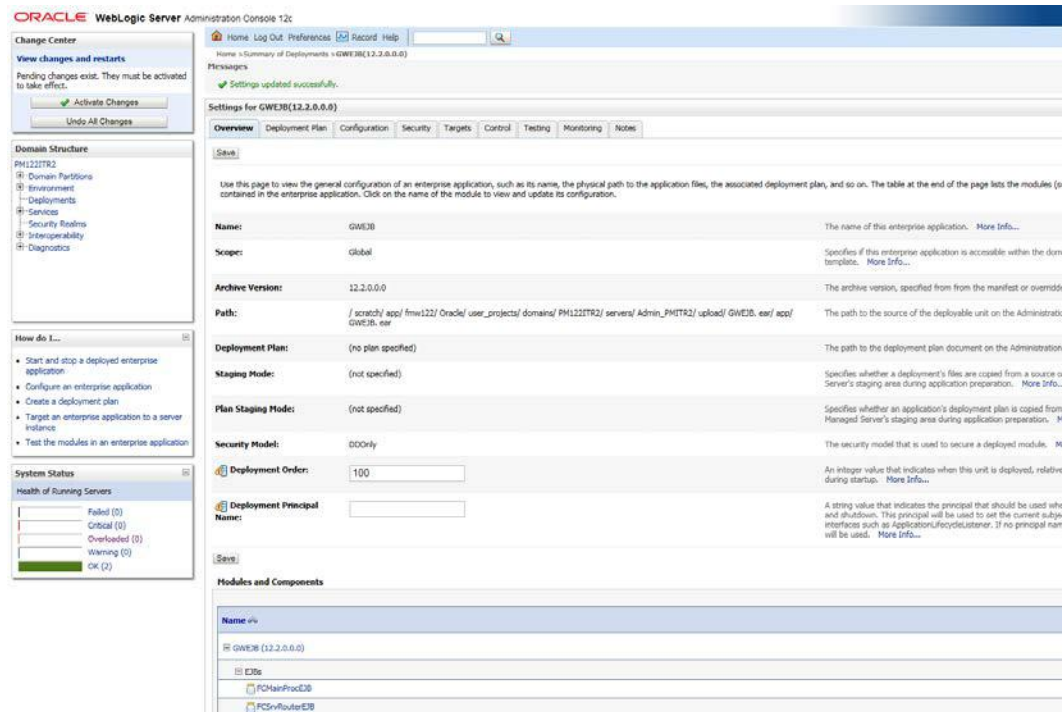 ORACLE WebLogic Server Administration Console 12c
Change Center
View changes and restarts
Pending changes exist. They must be activated
to take effect.
Activate Changes
Undo All Changes
Domain Structure
PM122ITR2
Domain Partitions
Environment
Deployments
Services
Security Realms
Interoperability
Diagnostics
How do I...
Start and stop a deployed enterprise
application
Configure an enterprise application
Create a deployment plan
Target an enterprise application to a server
instance
Test the modules in an enterprise application
System Status
Health of Running Servers
Failed (0)
Critical (0)
Overloaded (0)
Warning (0)
OK (2)
Home Log Out Preferences Record Help
Home >Summary of Deployments >GWEJB(12.2.0.0.0)
Messages
Settings updated successfully.
Settings for GWEJB(12.2.0.0.0)
Overview Deployment Plan Configuration Security Targets Control Testing Monitoring Notes
Save
Use this page to view the general configuration of an enterprise application, such as its name, the physical path to the application files, the associated deployment plan, and so on. The table at the end of the page lists the modules (
contained in the enterprise application. Click on the name of the module to view and update its configuration.
Name: GWEJB The name of this enterprise application. More Info...
Scope: Global Specifies if this enterprise application is accessible within the
template. More Info...
Archive Version: 12.2.0.0.0 The archive version, specified from from the manifest or
Path: / scratch/ app/ fmw122/ Oracle/ user_projects/ domains/ PM122ITR2/ servers/ Admin_PMITR2/ upload/ GWEJB. ear/ app/ The path to the source of the deployable unit on the
GWEJB. ear
Deployment Plan: (no plan specified) The path to the deployment plan document on the Administration
Staging Mode: (not specified) Specifies whether a deployment's files are copied from a source
Server's staging area during application preparation. More Info...
Plan Staging Mode: (not specified) Specifies whether an application's deployment plan is copied from
Managed Server's staging area during application preparation.
Security Model: DDOnly The security model that is used to secure a deployed module.
Deployment Order: 100 An integer value that indicates when this unit is deployed, relative
during startup. More Info...
Deployment Principal
Name:
A string value that indicates the principal that should be used
and shutdown. This principal will be used to set the current
interfaces such as ApplicationLifecycleListener. If no principal
will be used. More Info...
Save
Modules and Components
Name
GWEJB (12.2.0.0.0)
EJBs
FCMainProcEJB
FCSrvRouterEJB